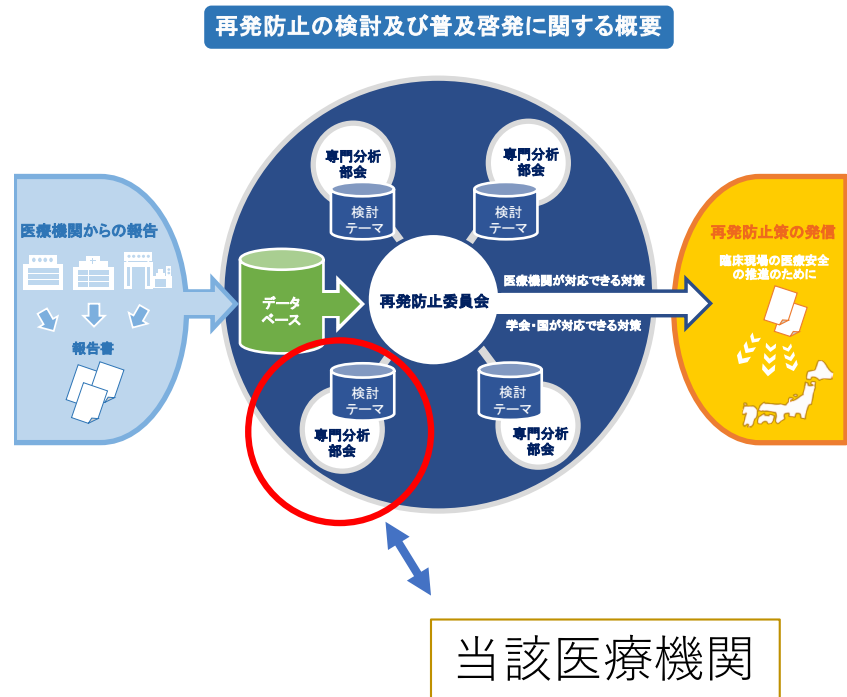 再発防止の検討及び普及啓発に関する概要
医療機関からの報告
報告書
データ
ベース
専門分析
部会
検討
テーマ
専門分析
部会
検討
テーマ
再発防止委員会
医療機関が対応できる対策
学会・国が対応できる対策
検討
テーマ
専門分析
部会
検討
テーマ
専門分析
部会
再発防止策の発信
臨床現場の医療安全
の推進のために
当該医療機関